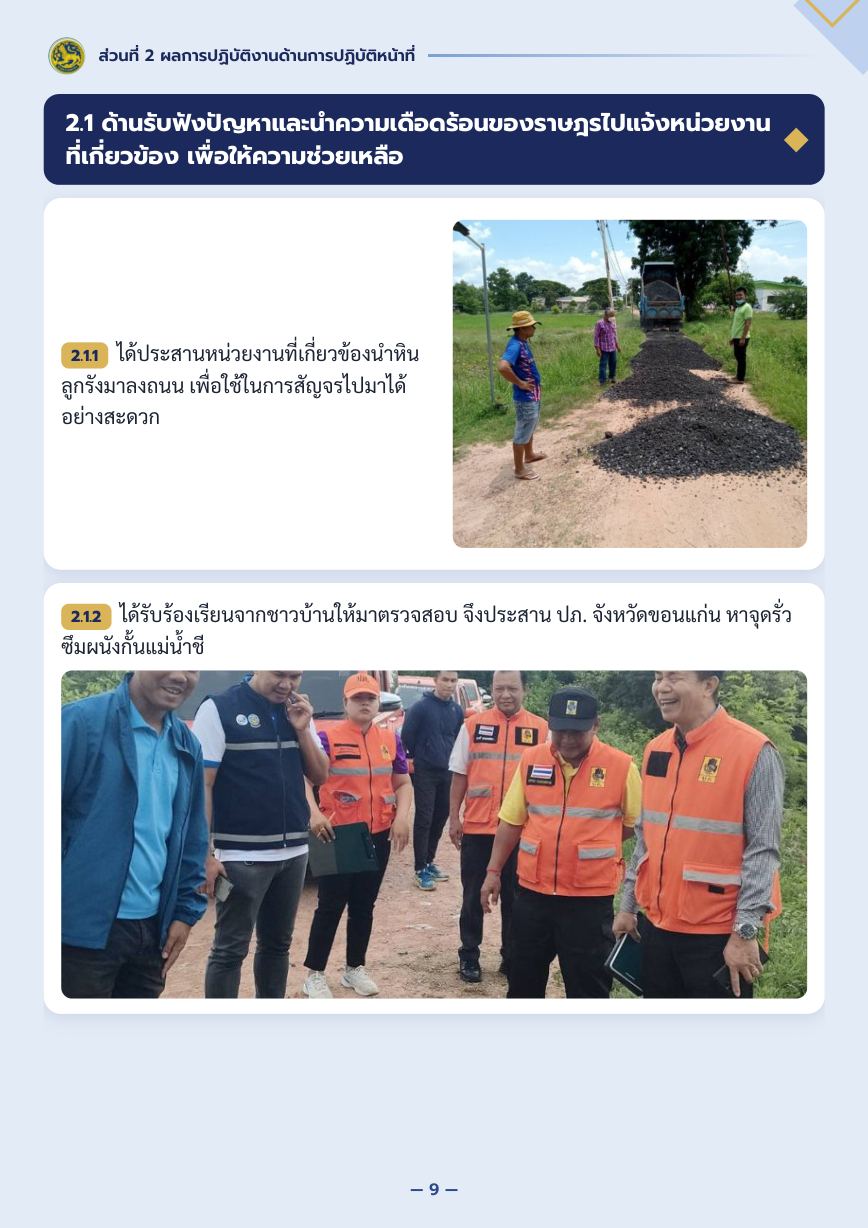 ส่วนที่ 2 ผลการปฏิบัติงานด้านการปฏิบัติหน้าที่
2.1 ด้านรับฟังปัญหาและนำความเดือดร้อนของราษฎรไปแจ้งหน่วยงาน
ที่เกี่ยวข้อง เพื่อให้ความช่วยเหลือ
2.1.1 ได้ประสานหน่วยงานที่เกี่ยวข้องนำหิน
ลูกรังมาลงถนน เพื่อใช้ในการสัญจรไปมาได้
อย่างสะดวก
2.1.2 ได้รับร้องเรียนจากชาวบ้านให้มาตรวจสอบ จึงประสาน ปภ. จังหวัดขอนแก่น หาจุดรั่ว
ซึมผนังกั้นแม่น้ำชี
— 9 —